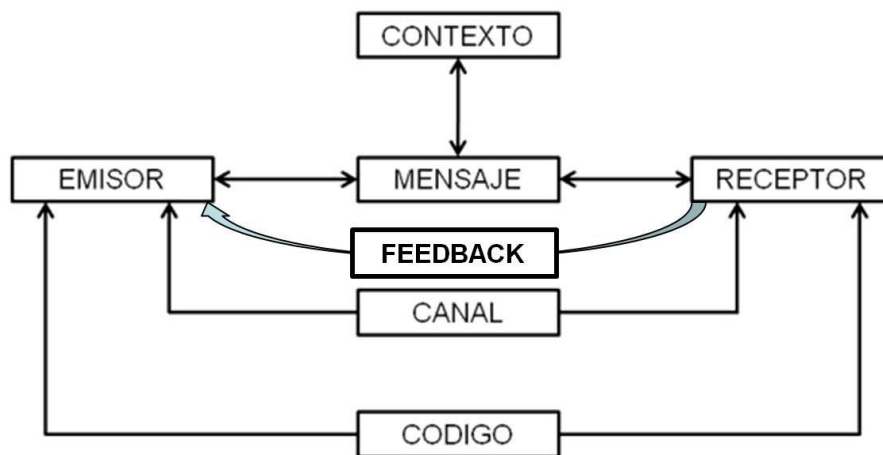 CONTEXTO
EMISOR
MENSAJE
RECEPTOR
FEEDBACK
CANAL
CODIGO